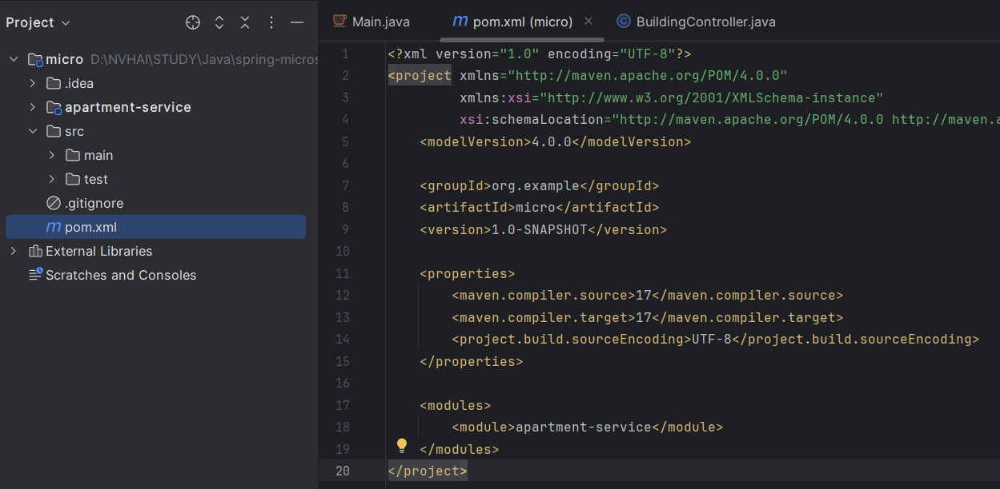 Project
micro D:\NVHAI\STUDY\Java\spring-micros
.idea
apartment-service
src
main
test
.gitignore
m pom.xml
External Libraries
Scratches and Consoles
Main.java
m pom.xml (micro)
C BuildingController.java
1 <?xml version="1.0" encoding="UTF-8"?>
2 <project xmlns="http://maven.apache.org/POM/4.0.0"
3 xmlns:xsi="http://www.w3.org/2001/XMLSchema-instance"
4 xsi:schemaLocation="http://maven.apache.org/POM/4.0.0 http://maven.a
5 <modelVersion>4.0.0</modelVersion>
6
7 <groupId>org.example</groupId>
8 <artifactId>micro</artifactId>
9 <version>1.0-SNAPSHOT</version>
10
11 <properties>
12 <maven.compiler.source>17</maven.compiler.source>
13 <maven.compiler.target>17</maven.compiler.target>
14 <project.build.sourceEncoding>UTF-8</project.build.sourceEncoding>
15 </properties>
16
17 <modules>
18 <module>apartment-service</module>
19 </modules>
20 </project>